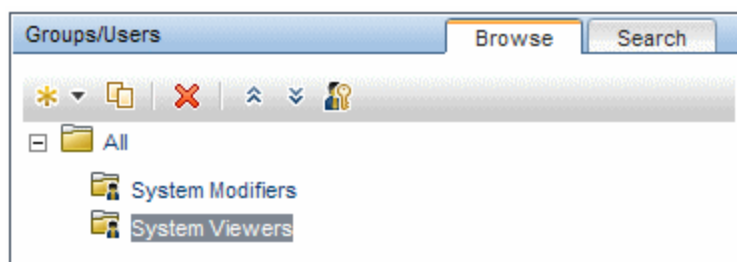 Groups/Users Browse Search
All
System Modifiers
System Viewers